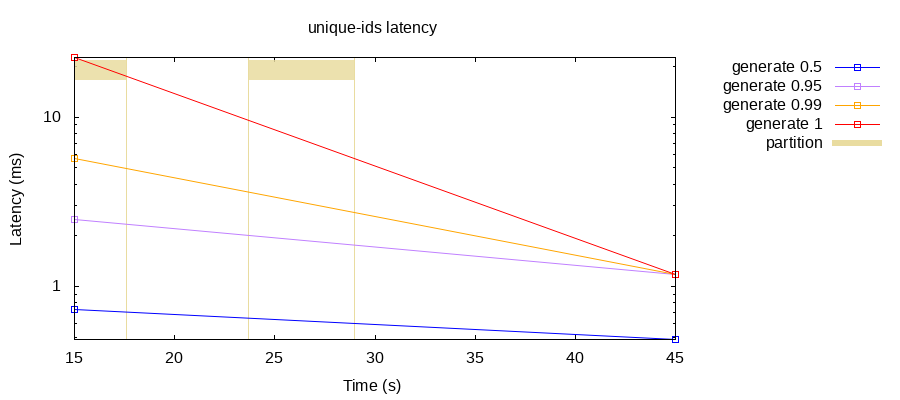 unique-ids latency
generate 0.5
generate 0.95
generate 0.99
generate 1
partition
Latency (ms)
10
1
15 20 25 30 35 40 45
Time (s)